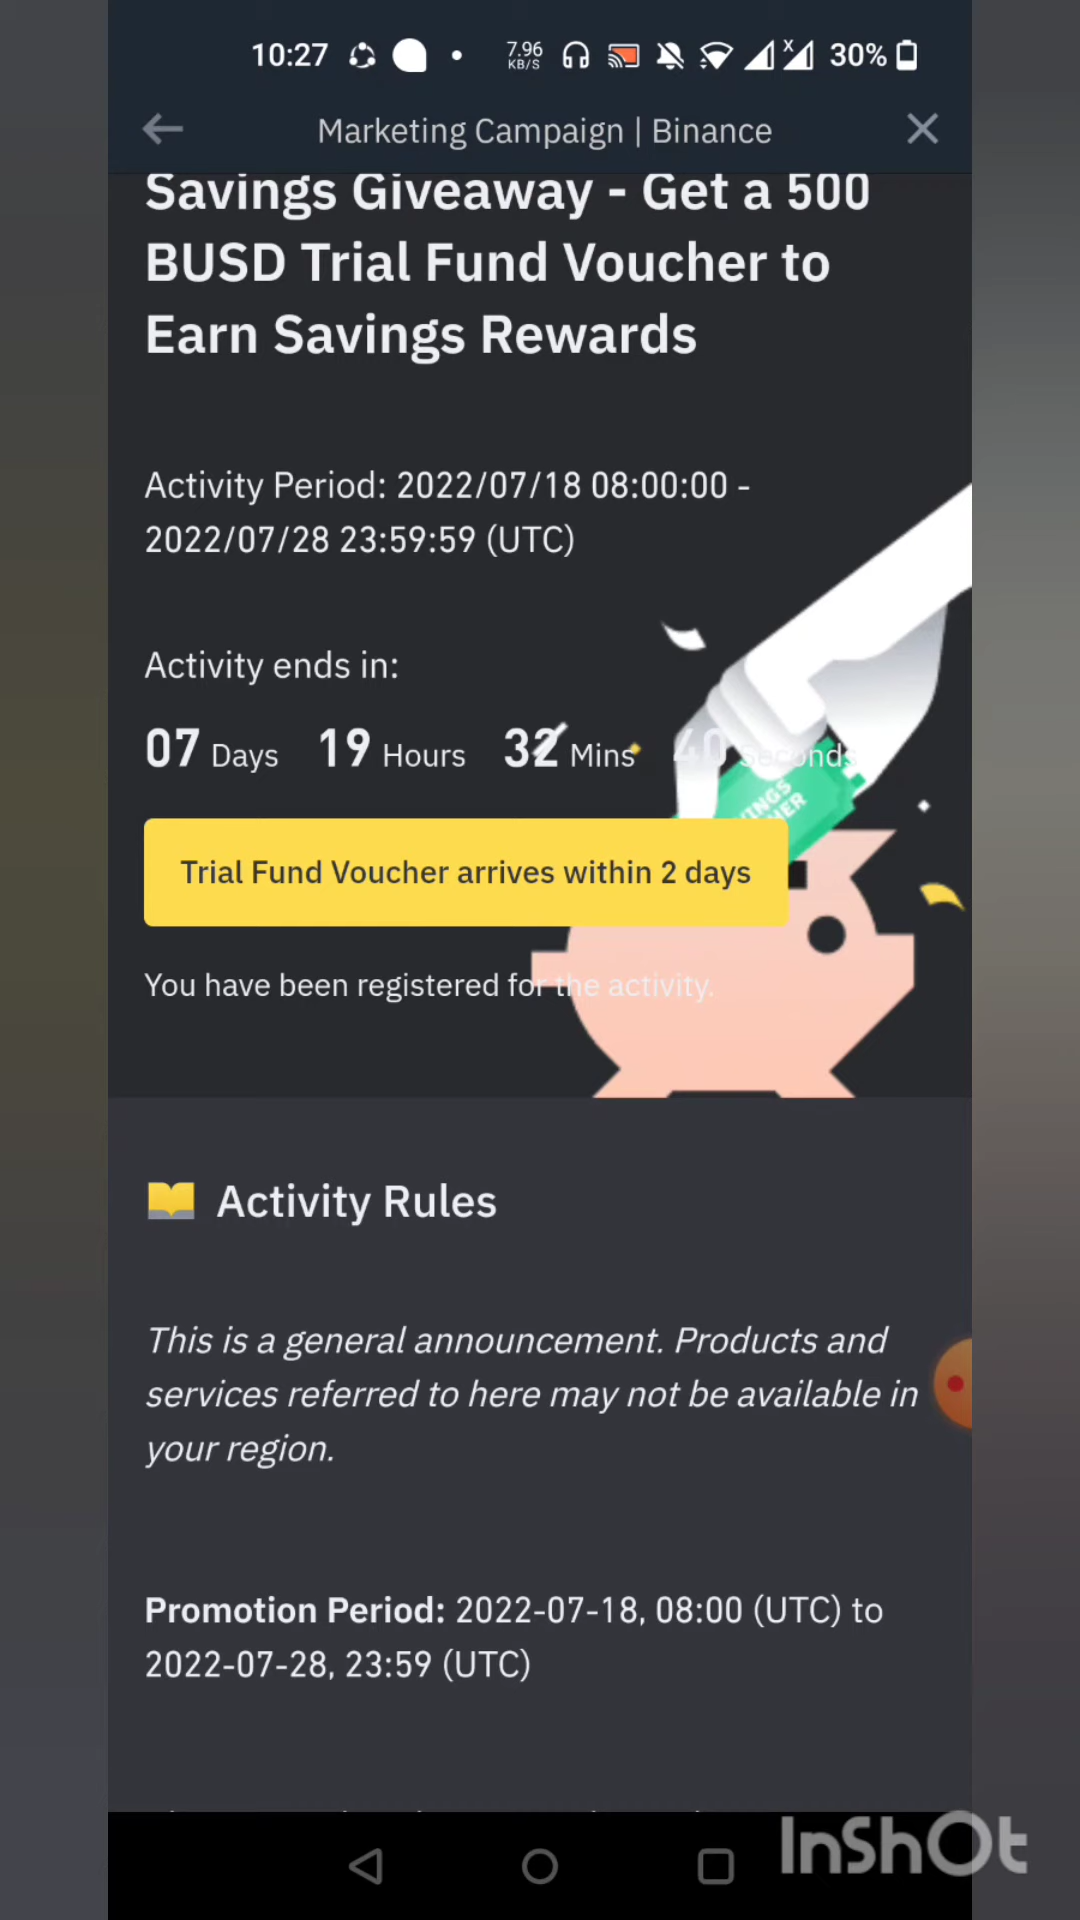 10:27
7.96
KB/S
X
30%
Marketing Campaign | Binance
Savings Giveaway - Get a 500
BUSD Trial Fund Voucher to
Earn Savings Rewards
Activity Period: 2022/07/18 08:00:00 -
2022/07/28 23:59:59 (UTC)
Activity ends in:
07 Days 19 Hours 32 Mins 40 Seconds
Trial Fund Voucher arrives within 2 days
You have been registered for the activity.
Activity Rules
This is a general announcement. Products and
services referred to here may not be available in
your region.
Promotion Period: 2022-07-18, 08:00 (UTC) to
2022-07-28, 23:59 (UTC)
InShOt